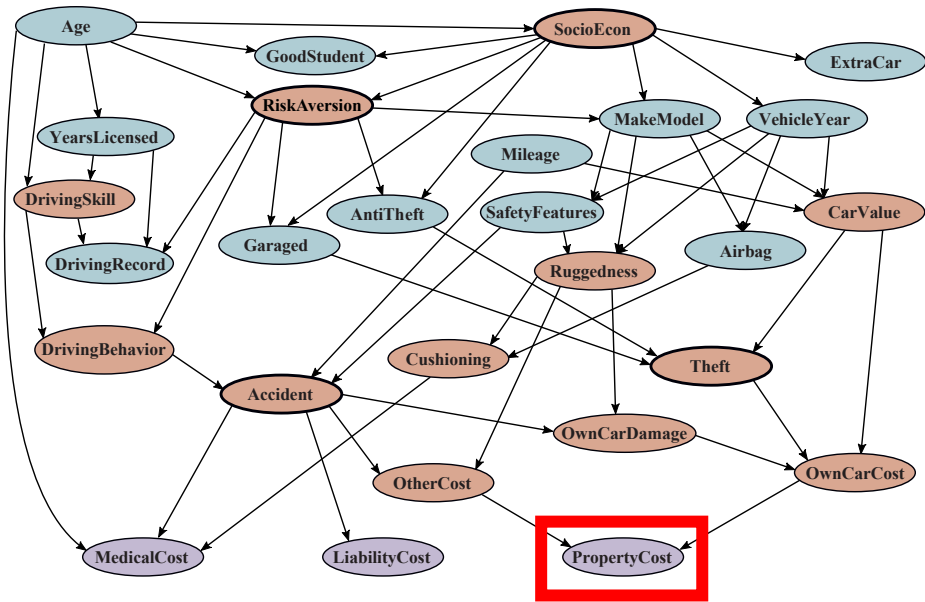 Age
SocioEcon
GoodStudent
ExtraCar
RiskAversion
MakeModel
VehicleYear
YearsLicensed
Mileage
DrivingSkill
AntiTheft
SafetyFeatures
CarValue
Garaged
Airbag
DrivingRecord
Ruggedness
DrivingBehavior
Cushioning
Theft
Accident
OwnCarDamage
OtherCost
OwnCarCost
MedicalCost
LiabilityCost
PropertyCost